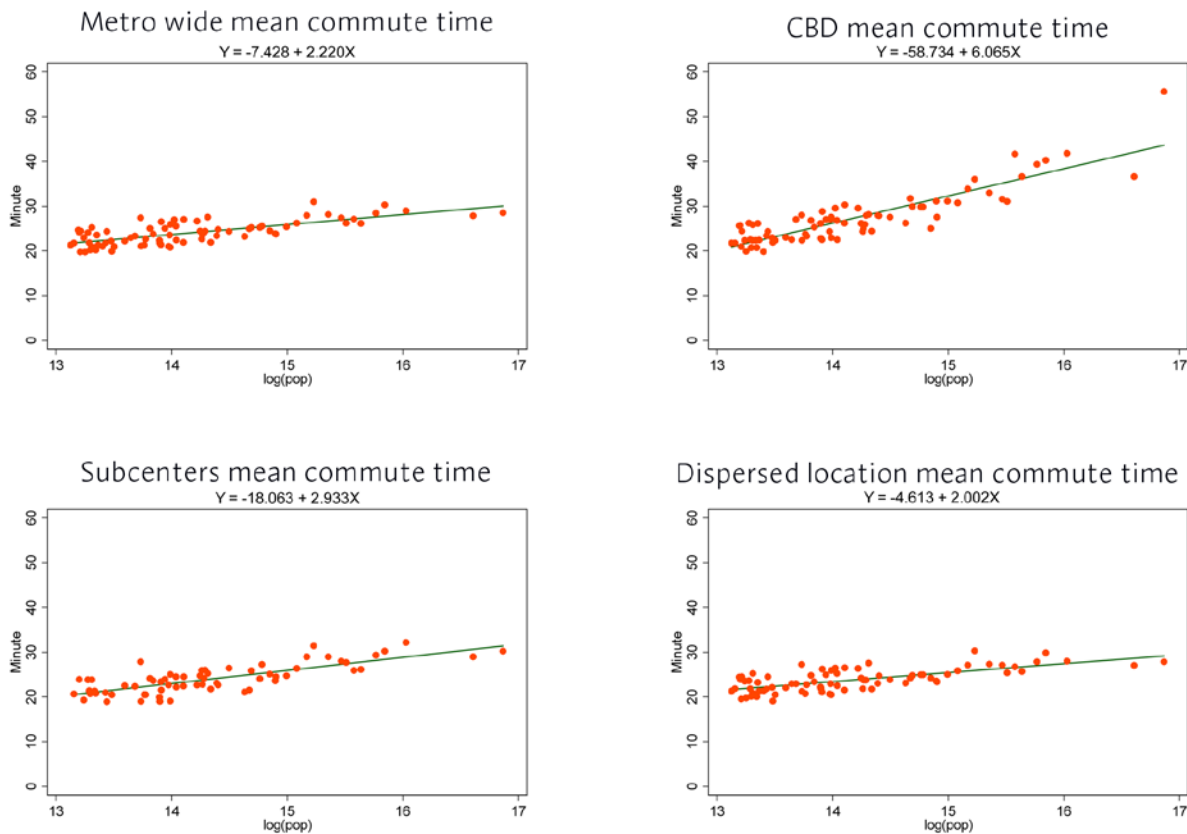 Metro wide mean commute time
Y = -7.428 + 2.220X
Minute
60
50
40
30
20
10
0
13 14 15 16 17
log(pop)
CBD mean commute time
Y = -58.734 + 6.065X
Minute
60
50
40
30
20
10
0
13 14 15 16 17
log(pop)
Subcenters mean commute time
Y = -18.063 + 2.933X
Minute
60
50
40
30
20
10
0
13 14 15 16 17
log(pop)
Dispersed location mean commute time
Y = -4.613 + 2.002X
Minute
60
50
40
30
20
10
0
13 14 15 16 17
log(pop)